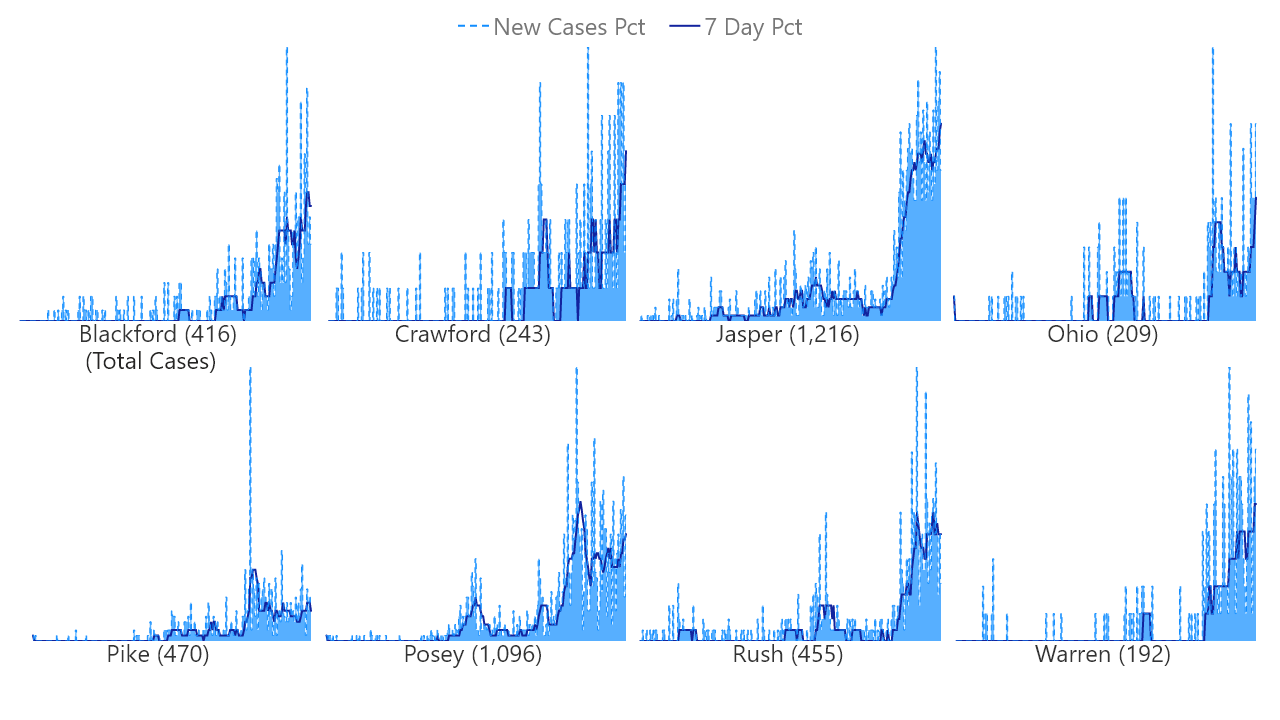 New Cases Pct 7 Day Pct
Blackford (416) Crawford (243) Jasper (1,216) Ohio (209)
(Total Cases)
Pike (470) Posey (1,096) Rush (455) Warren (192)